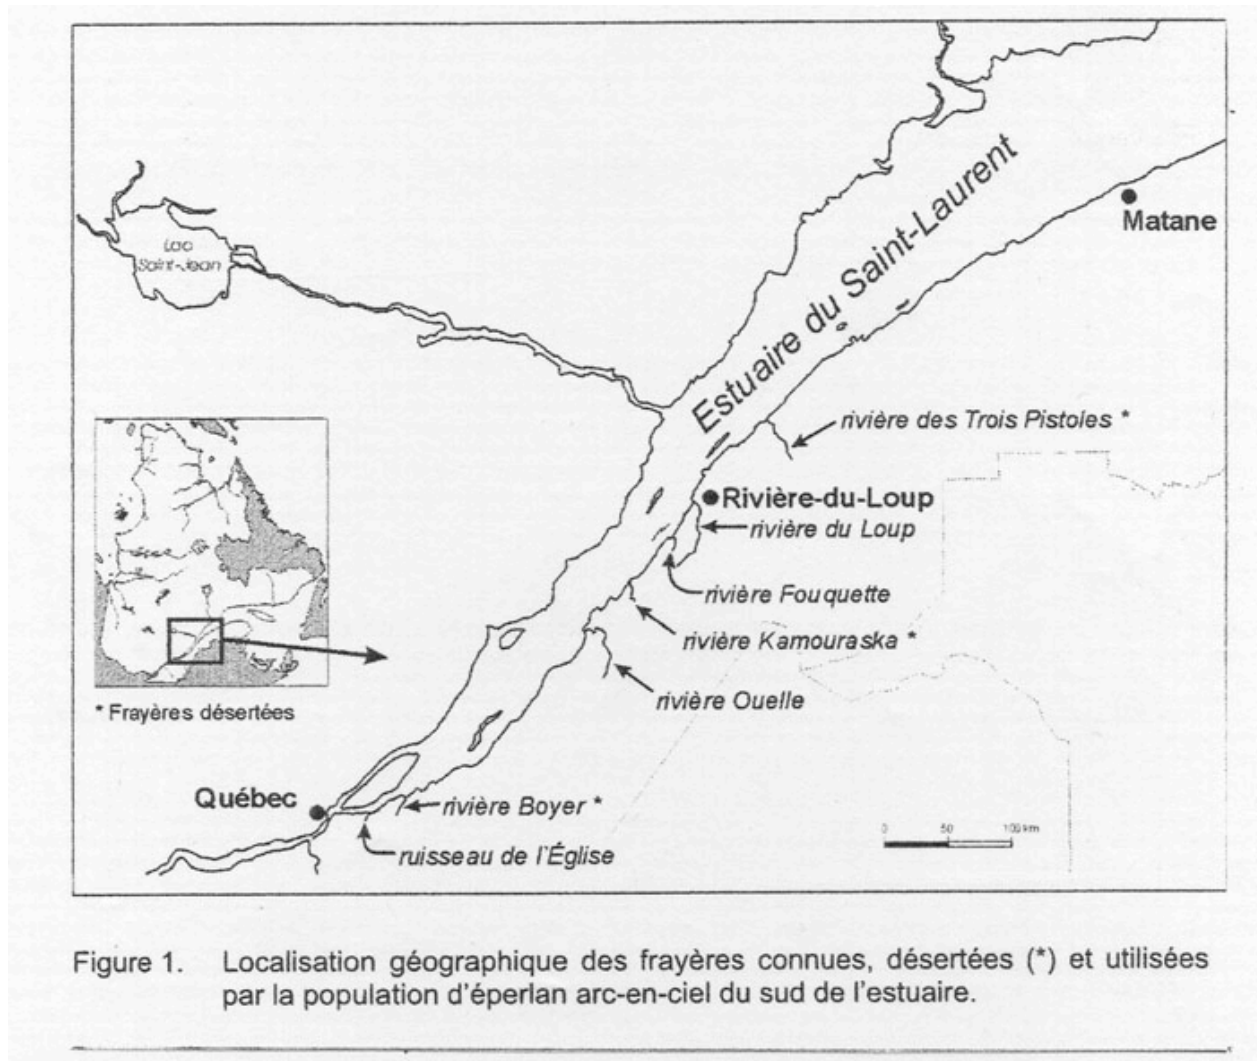 Lac
Saint-Jean
Estuaire du Saint-Laurent
Matane
rivière des Trois Pistoles *
Rivière-du-Loup
rivière du Loup
rivière Fouquette
rivière Kamouraska *
rivière Ouelle
* Frayères désertées
Québec
rivière Boyer *
ruisseau de l'Église
0 50 100 km
Figure 1. Localisation géographique des frayères connues, désertées (*) et utilisées
par la population d'éperlan arc-en-ciel du sud de l'estuaire.